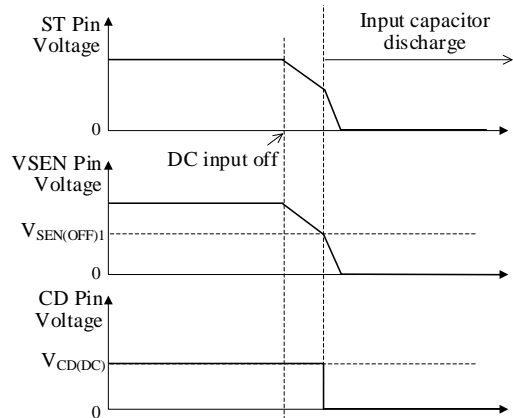 ST Pin
Voltage
Input capacitor
discharge
0
DC input off
VSEN Pin
Voltage
VSEN(OFF)1
0
CD Pin
Voltage
VCD(DC)
0